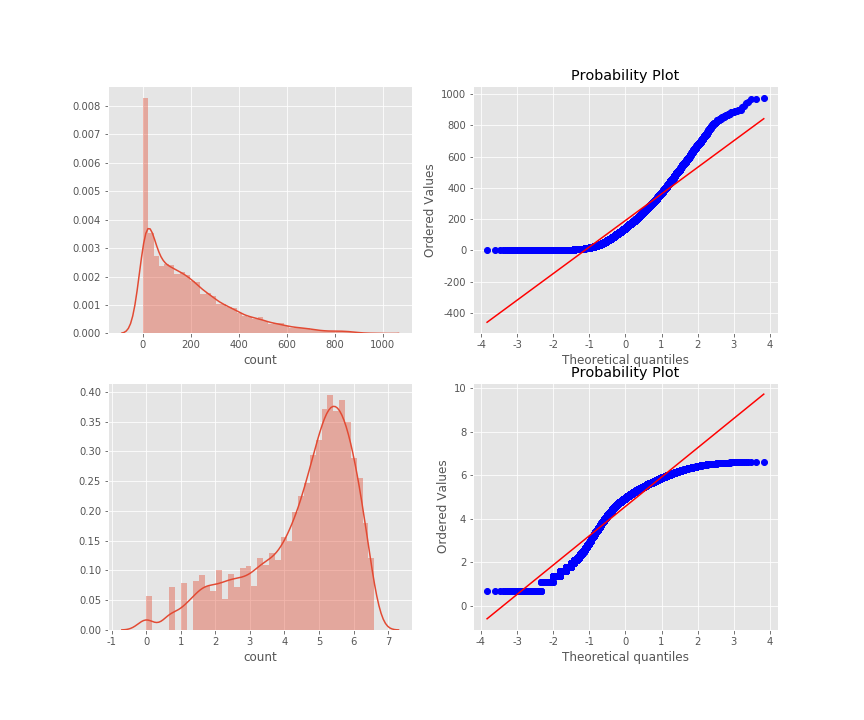 Probability Plot
0.008
0.007
0.006
0.005
0.004
0.003
0.002
0.001
0.000
0 200 400 600 800 1000
count
Ordered Values
1000
800
600
400
200
0
-200
-400
-4 -3 -2 -1 0 1 2 3 4
Theoretical quantiles
0.40
0.35
0.30
0.25
0.20
0.15
0.10
0.05
0.00
-1 0 1 2 3 4 5 6 7
count
Probability Plot
Ordered Values
10
8
6
4
2
0
-4 -3 -2 -1 0 1 2 3 4
Theoretical quantiles